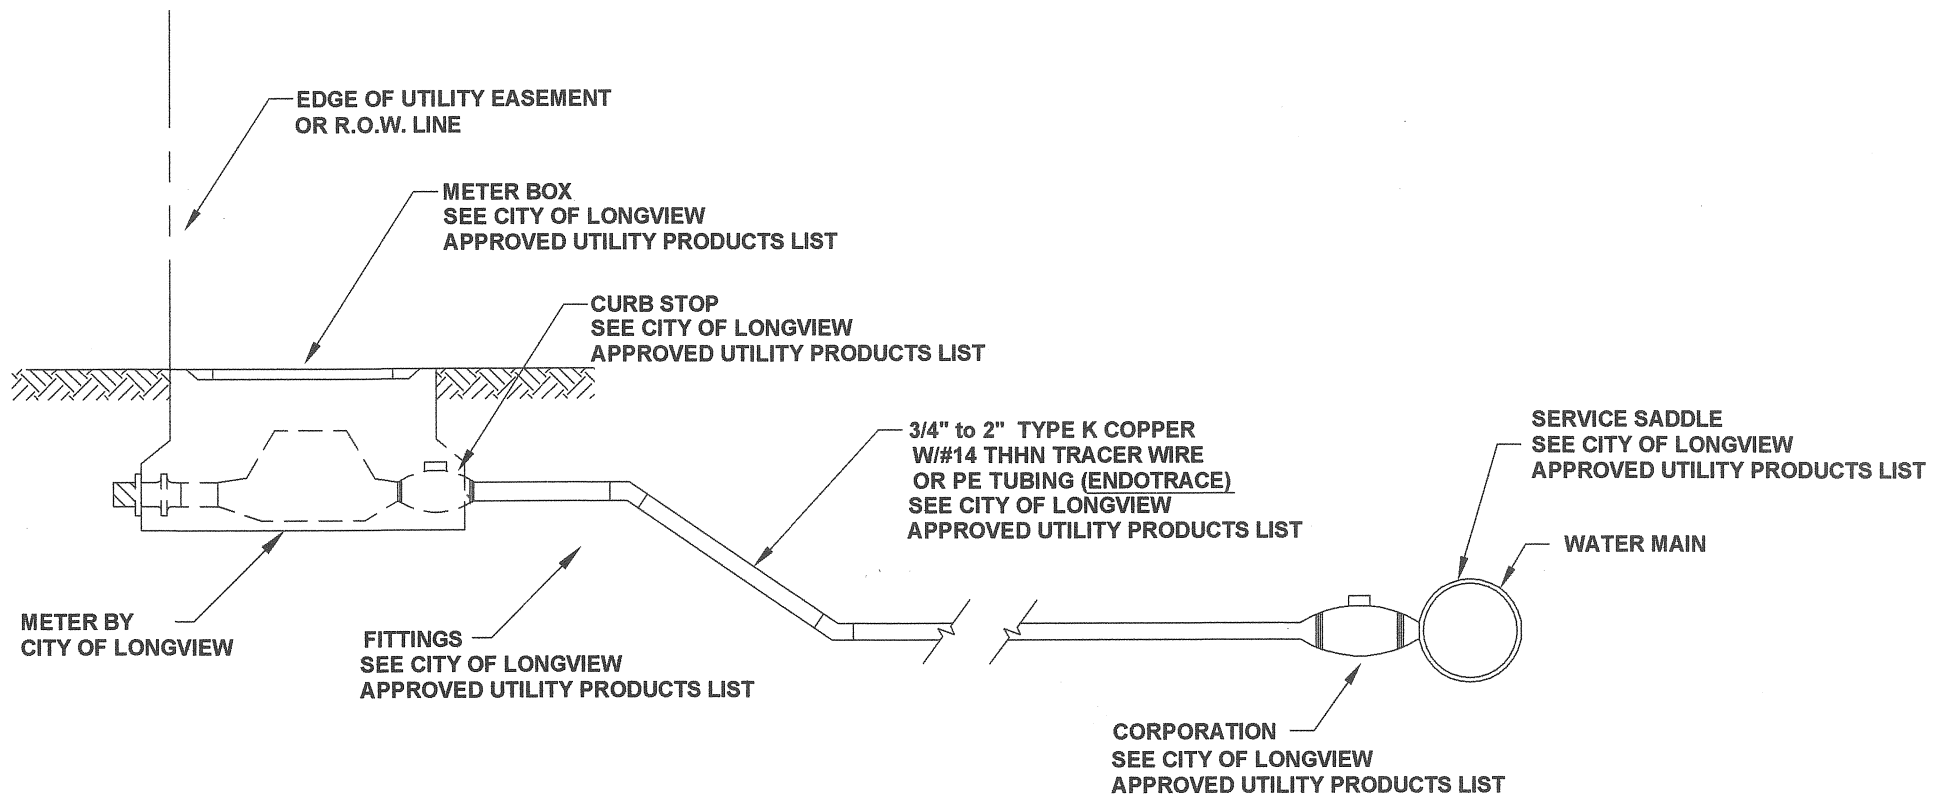 EDGE OF UTILITY EASEMENT
OR R.O.W. LINE
METER BOX
SEE CITY OF LONGVIEW
APPROVED UTILITY PRODUCTS LIST
CURB STOP
SEE CITY OF LONGVIEW
APPROVED UTILITY PRODUCTS LIST
3/4" to 2" TYPE K COPPER
W/#14 THHN TRACER WIRE
OR PE TUBING (ENDOTRACE)
SEE CITY OF LONGVIEW
APPROVED UTILITY PRODUCTS LIST
SERVICE SADDLE
SEE CITY OF LONGVIEW
APPROVED UTILITY PRODUCTS LIST
WATER MAIN
METER BY
CITY OF LONGVIEW
FITTINGS
SEE CITY OF LONGVIEW
APPROVED UTILITY PRODUCTS LIST
CORPORATION
SEE CITY OF LONGVIEW
APPROVED UTILITY PRODUCTS LIST